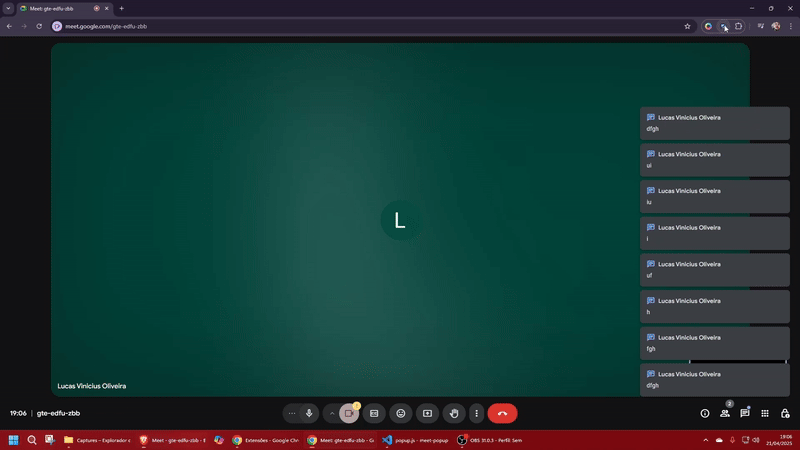 Meet: gte-edfu-zbb
meet.google.com/gte-edfu-zbb
L
Lucas Vinicius Oliveira
dfgh
Lucas Vinicius Oliveira
ui
Lucas Vinicius Oliveira
iu
Lucas Vinicius Oliveira
Lucas Vinicius Oliveira
uf
Lucas Vinicius Oliveira
h
Lucas Vinicius Oliveira
fgh
Lucas Vinicius Oliveira
dfgh
Lucas Vinicius Oliveira
19:06 | gte-edfu-zbb
2
Captures – Explorador d
Meet - gte-edfu-zbb - B
Extensões - Google Chr
Meet: gte-edfu-zbb - G
popup.js - meet-popup
OBS 31.0.3 - Perfil: Sem
19:06
21/04/2025